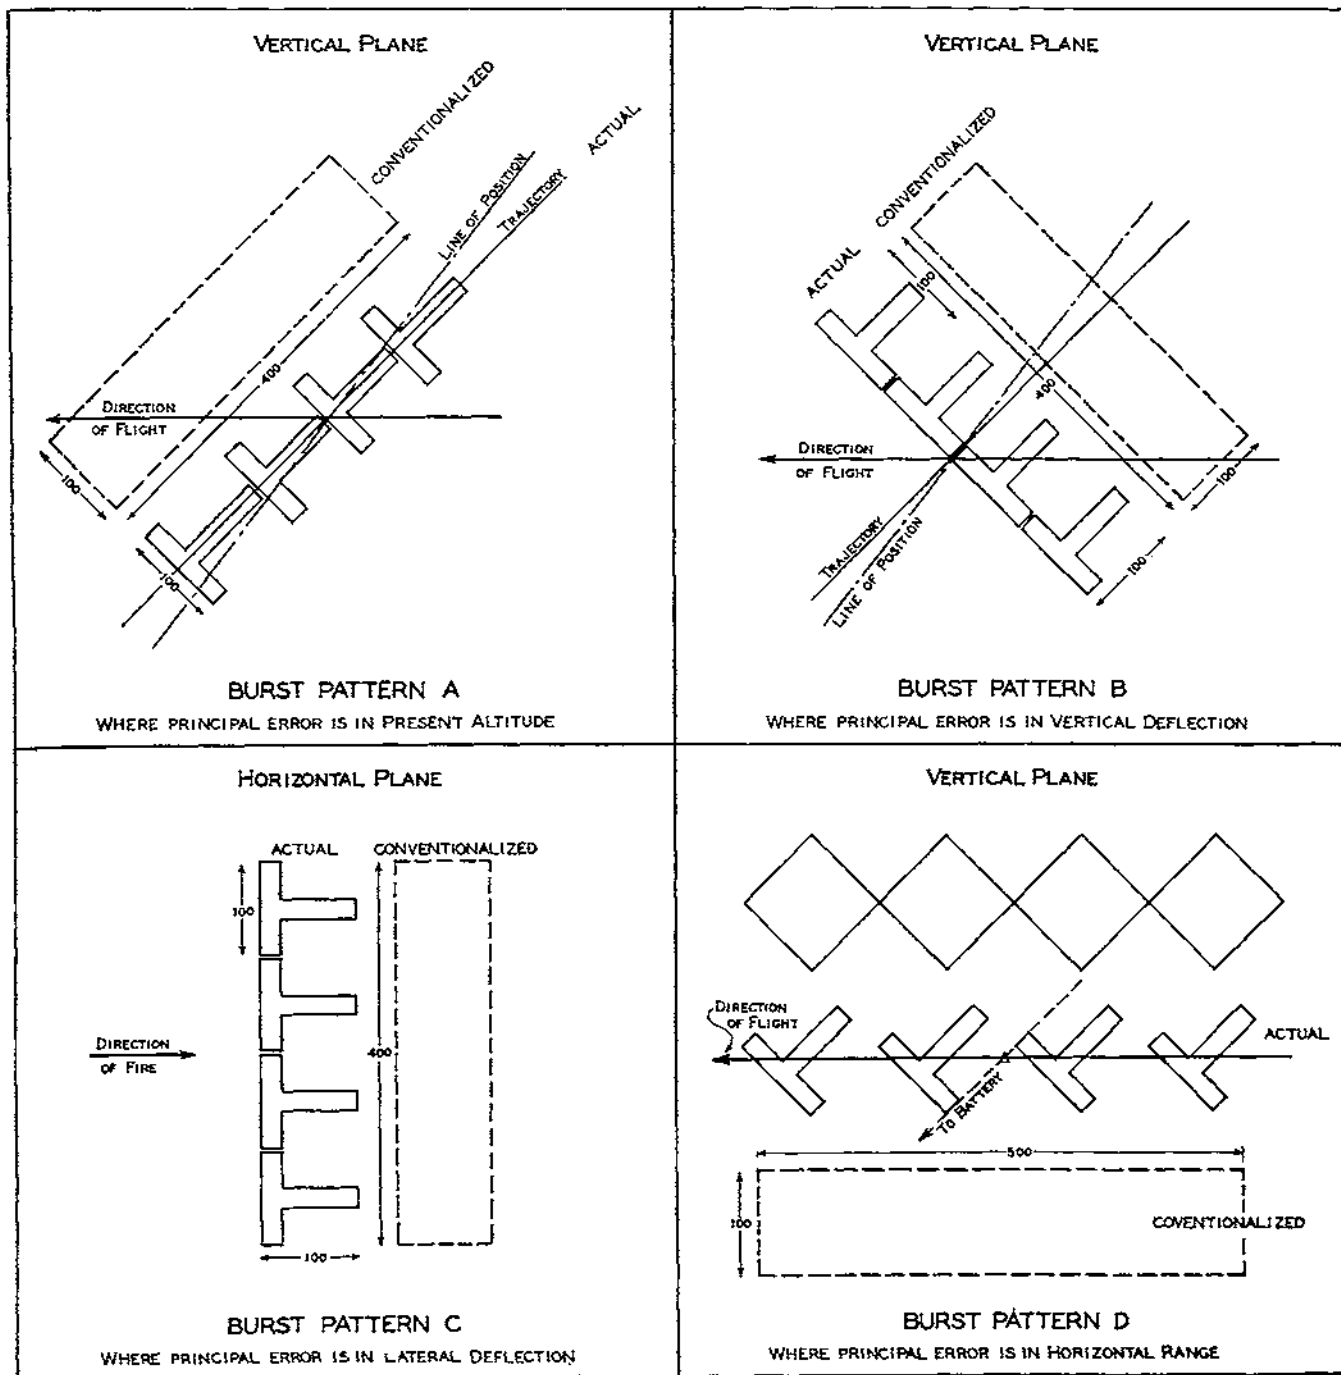 VERTICAL PLANE
CONVENTIONALIZED
ACTUAL
LINE OF POSITION
TRAJECTORY
400
DIRECTION
OF FLIGHT
100
100
BURST PATTERN A
WHERE PRINCIPAL ERROR IS IN PRESENT ALTITUDE
VERTICAL PLANE
CONVENTIONALIZED
ACTUAL
100
400
DIRECTION
OF FLIGHT
100
100
TRAJECTORY
LINE OF POSITION
BURST PATTERN B
WHERE PRINCIPAL ERROR IS IN VERTICAL DEFLECTION
HORIZONTAL PLANE
ACTUAL
CONVENTIONALIZED
100
400
DIRECTION
OF FIRE
100
BURST PATTERN C
WHERE PRINCIPAL ERROR IS IN LATERAL DEFLECTION
VERTICAL PLANE
DIRECTION
OF FLIGHT
ACTUAL
TO BATTERY
500
100
COVENTIONALIZED
BURST PATTERN D
WHERE PRINCIPAL ERROR IS IN HORIZONTAL RANGE